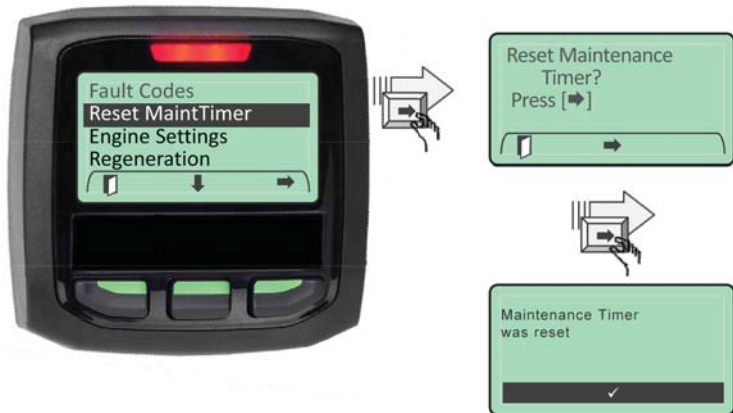 Fault Codes
Reset MaintTimer
Engine Settings
Regeneration
Reset Maintenance
Timer?
Press [➡]
Maintenance Timer
was reset